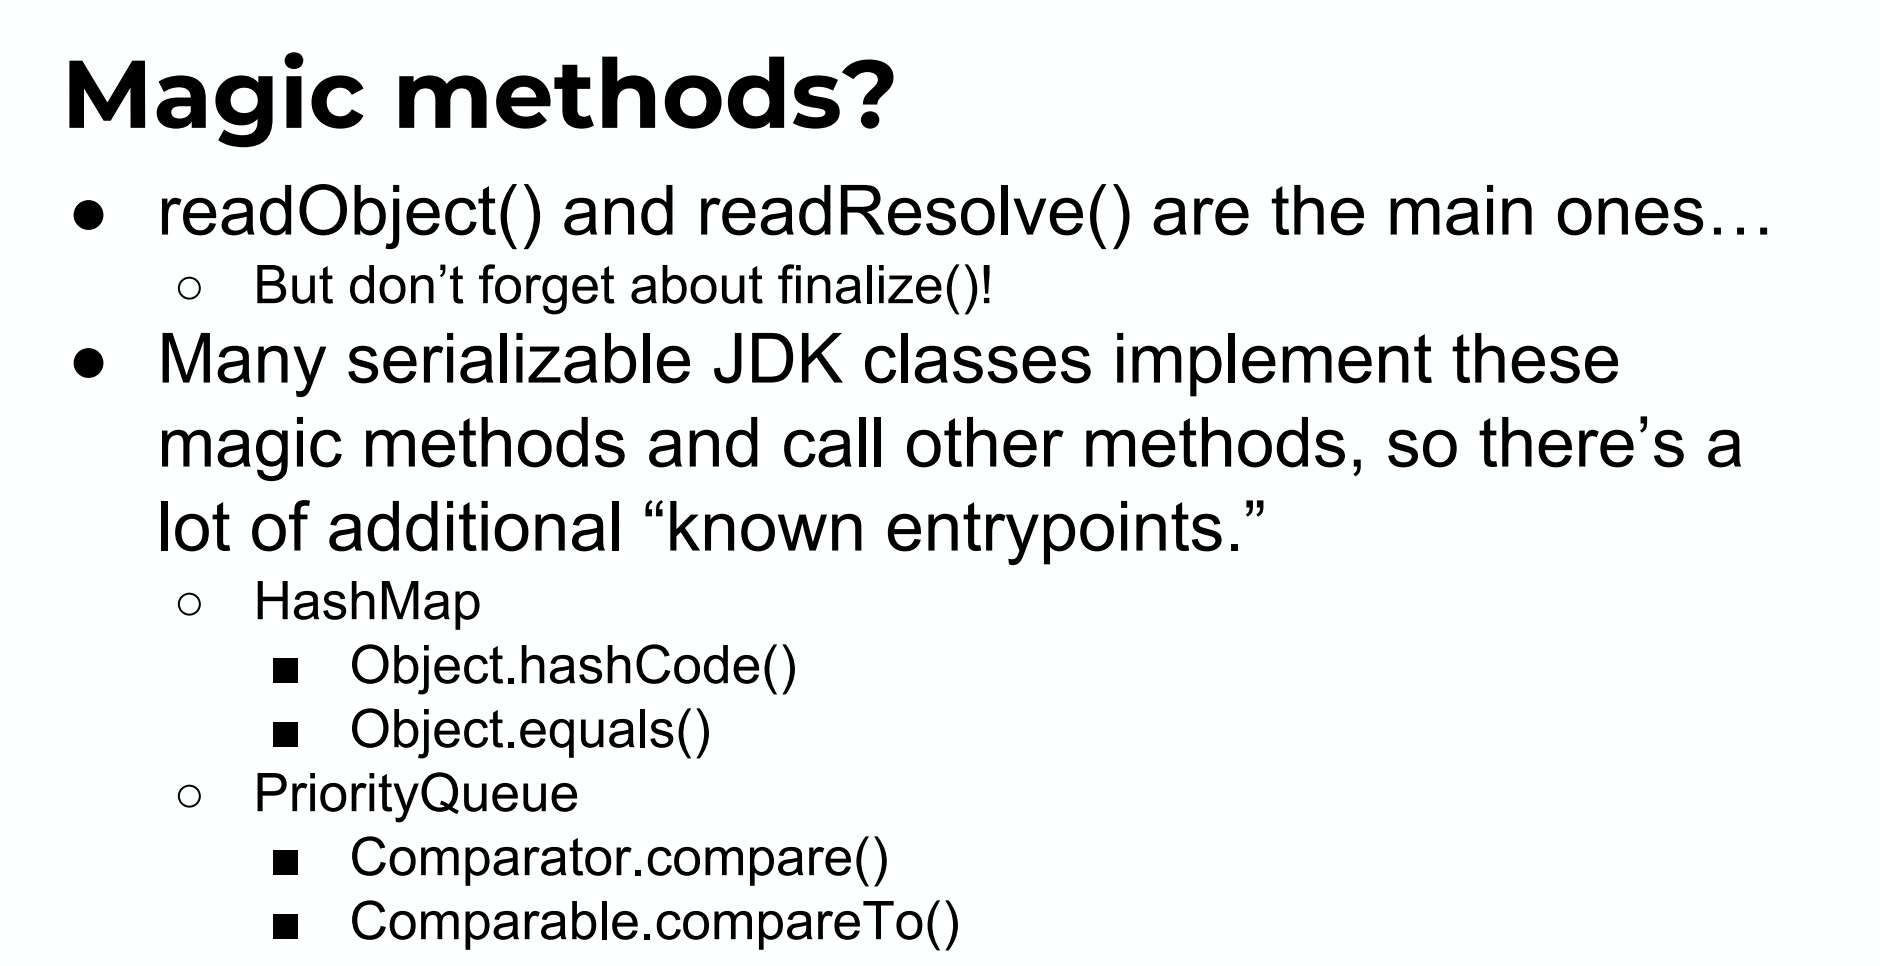 Magic methods?
● readObject() and readResolve() are the main ones…
○ But don’t forget about finalize()!
● Many serializable JDK classes implement these
magic methods and call other methods, so there’s a
lot of additional “known entrypoints.”
○ HashMap
■ Object.hashCode()
■ Object.equals()
○ PriorityQueue
■ Comparator.compare()
■ Comparable.compareTo()